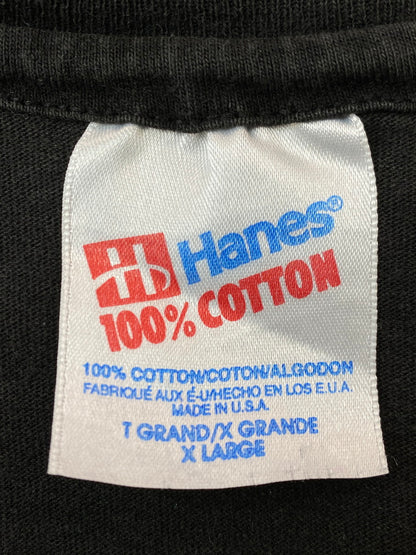 Hanes®
100% COTTON
100% COTTON/COTON/ALGODON
FABRIQUÉ AUX É-U/HECHO EN LOS E.U.A.
MADE IN U.S.A.
T GRAND/X GRANDE
X LARGE